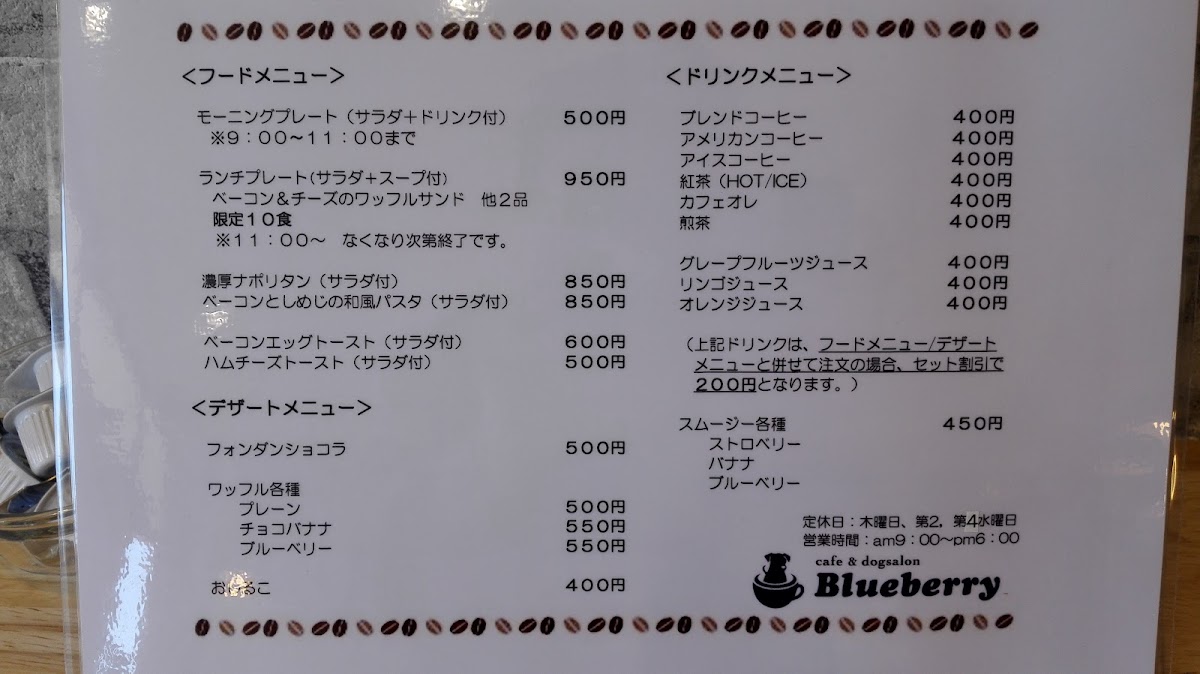 ＜フードメニュー＞
モーニングプレート（サラダ＋ドリンク付） ５００円
※９：００～１１：００まで
ランチプレート(サラダ＋スープ付） ９５０円
ベーコン＆チーズのワッフルサンド　他２品
限定１０食
※１１：００～　なくなり次第終了です。
濃厚ナポリタン（サラダ付） ８５０円
ベーコンとしめじの和風パスタ（サラダ付） ８５０円
ベーコンエッグトースト（サラダ付） ６００円
ハムチーズトースト（サラダ付） ５００円
＜デザートメニュー＞
フォンダンショコラ ５００円
ワッフル各種
プレーン ５００円
チョコバナナ ５５０円
ブルーベリー ５５０円
おしるこ ４００円
＜ドリンクメニュー＞
ブレンドコーヒー ４００円
アメリカンコーヒー ４００円
アイスコーヒー ４００円
紅茶（HOT/ICE） ４００円
カフェオレ ４００円
煎茶 ４００円
グレープフルーツジュース ４００円
リンゴジュース ４００円
オレンジジュース ４００円
（上記ドリンクは、フードメニュー/デザート
メニューと併せて注文の場合、セット割引で
２００円となります。）
スムージー各種 ４５０円
ストロベリー
バナナ
ブルーベリー
定休日：木曜日、第2，第4水曜日
営業時間：am9：00～pm6：00
cafe & dogsalon
Blueberry